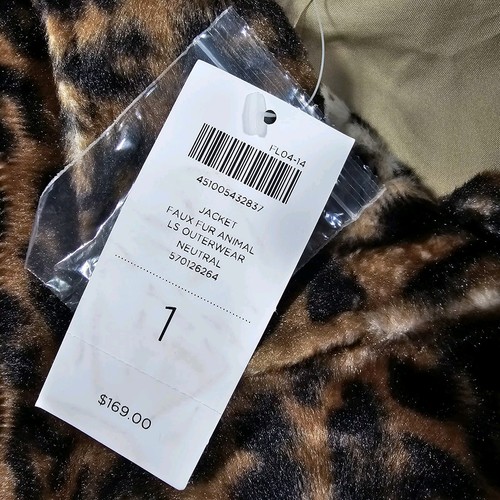 FL04-14
451005432837
JACKET
FAUX FUR ANIMAL
LS OUTERWEAR
NEUTRAL
570126264
1
$169.00